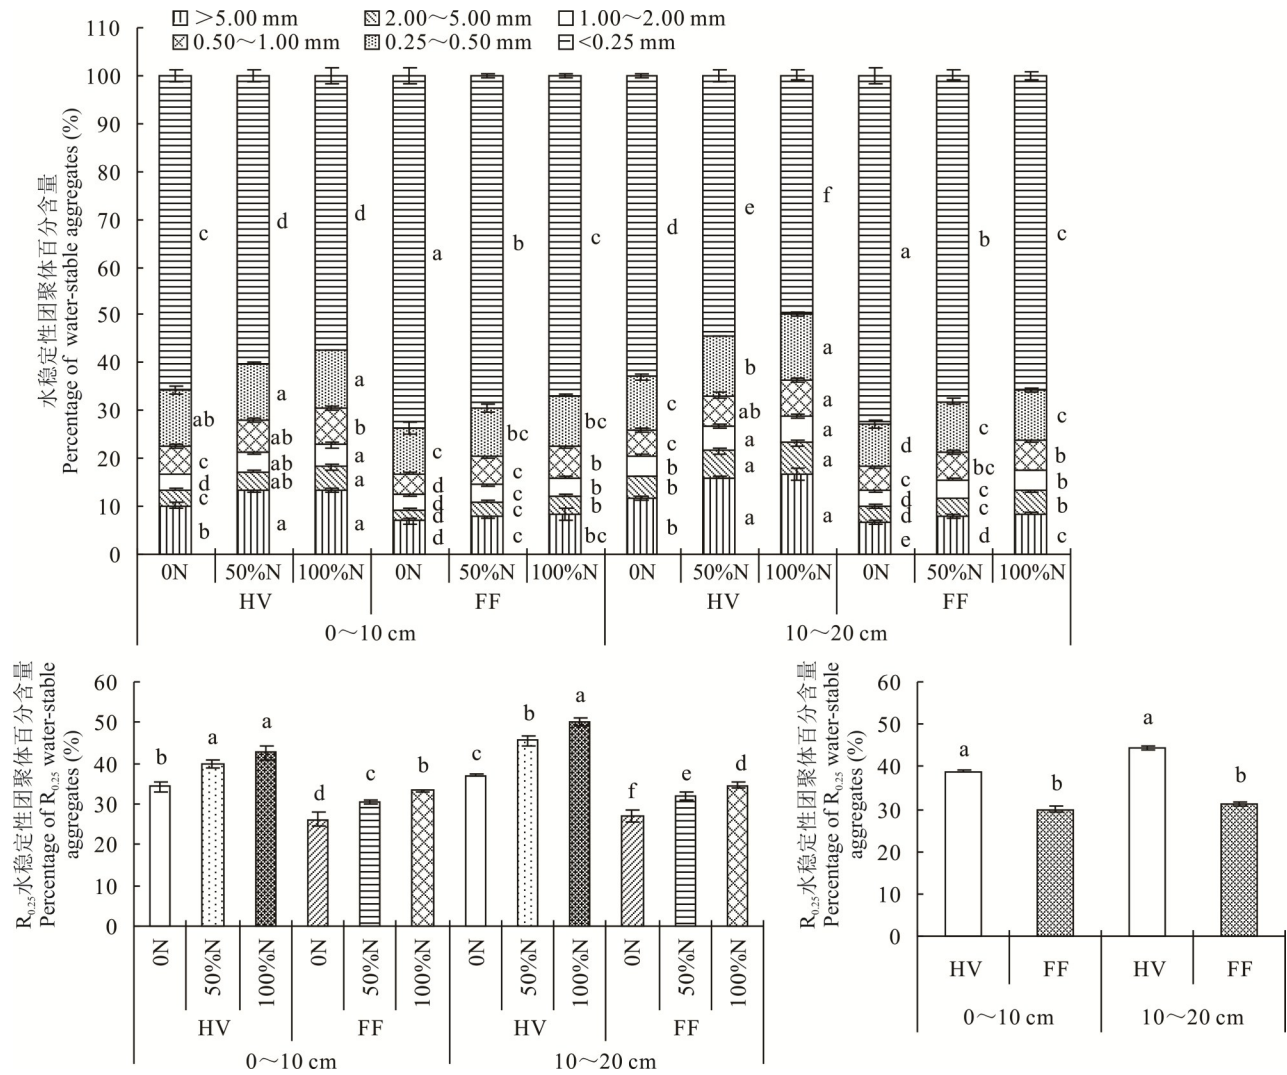 >5.00 mm 2.00～5.00 mm 1.00～2.00 mm
0.50～1.00 mm 0.25～0.50 mm <0.25 mm
水稳定性团聚体百分含量
Percentage of water-stable aggregates (%)
110
100
90
80
70
60
50
40
30
20
10
0
c
ab
c
d
c
b
d
a
ab
ab
ab
a
d
a
b
a
a
a
a
c
d
d
d
d
b
bc
c
c
c
c
c
bc
b
b
b
bc
d
c
c
b
b
b
e
b
ab
a
a
a
f
a
a
a
a
a
a
d
c
d
d
e
b
c
bc
c
c
d
c
c
b
b
b
c
0N 50%N 100%N 0N 50%N 100%N 0N 50%N 100%N 0N 50%N 100%N
HV FF HV FF
0～10 cm 10～20 cm
R0.25水稳定性团聚体百分含量
Percentage of R0.25 water-stable
aggregates (%)
60
50
40
30
20
10
0
b a a d c b c b a f e d
0N 50%N 100%N 0N 50%N 100%N 0N 50%N 100%N 0N 50%N 100%N
HV FF HV FF
0～10 cm 10～20 cm
R0.25水稳定性团聚体百分含量
Percentage of R0.25 water-stable
aggregates (%)
60
50
40
30
20
10
0
a b a b
HV FF HV FF
0～10 cm 10～20 cm